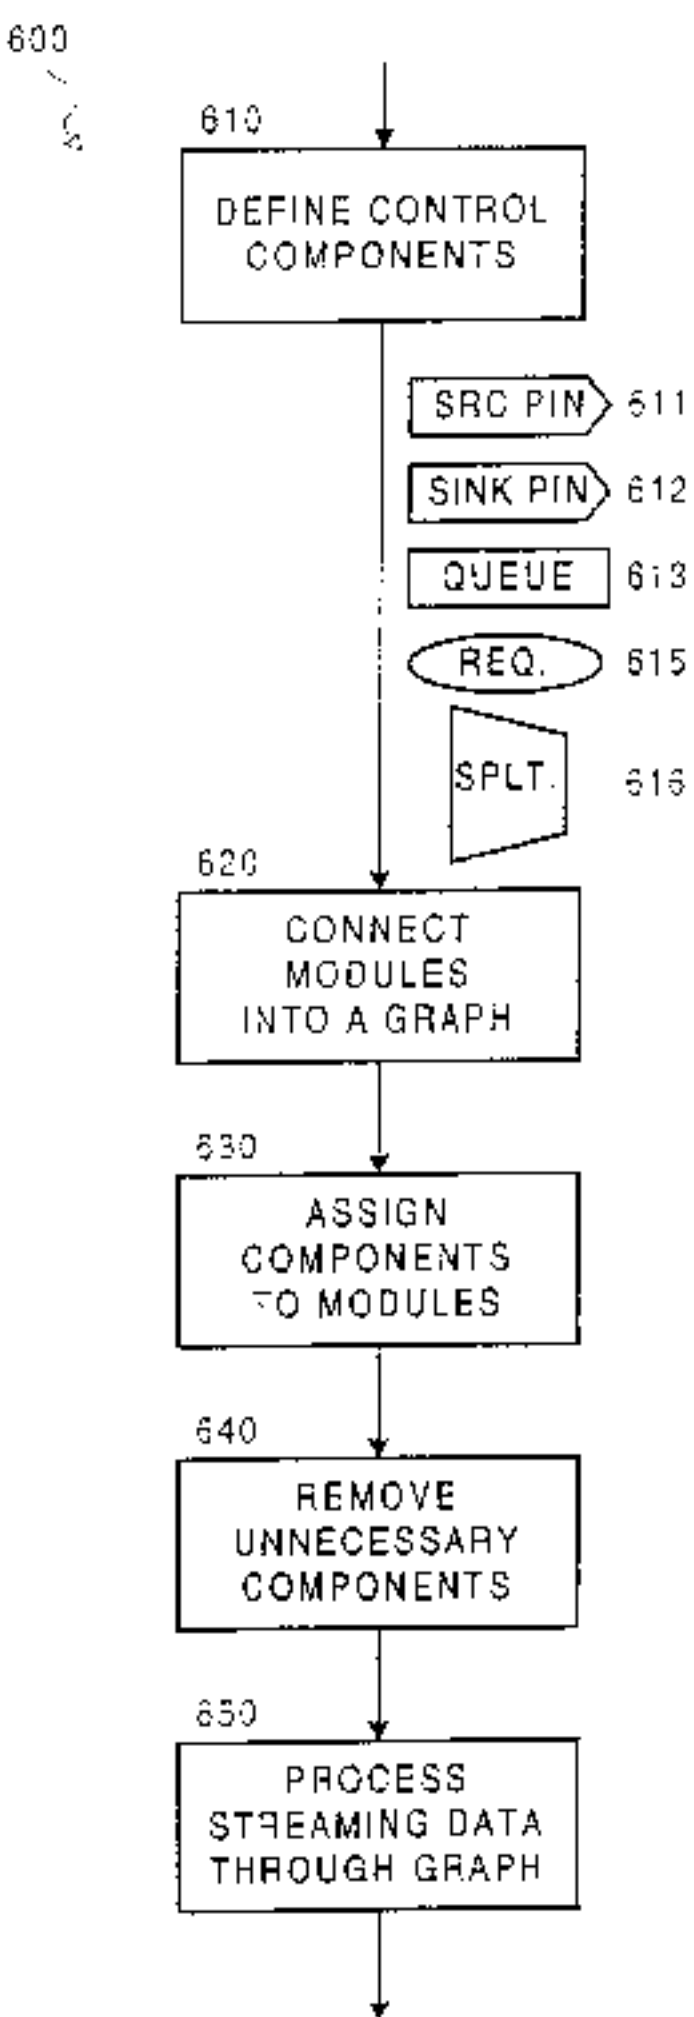 600
610
DEFINE CONTROL
COMPONENTS
SRC PIN 611
SINK PIN 612
QUEUE 613
REQ. 615
SPLT. 616
620
CONNECT
MODULES
INTO A GRAPH
630
ASSIGN
COMPONENTS
TO MODULES
640
REMOVE
UNNECESSARY
COMPONENTS
650
PROCESS
STREAMING DATA
THROUGH GRAPH